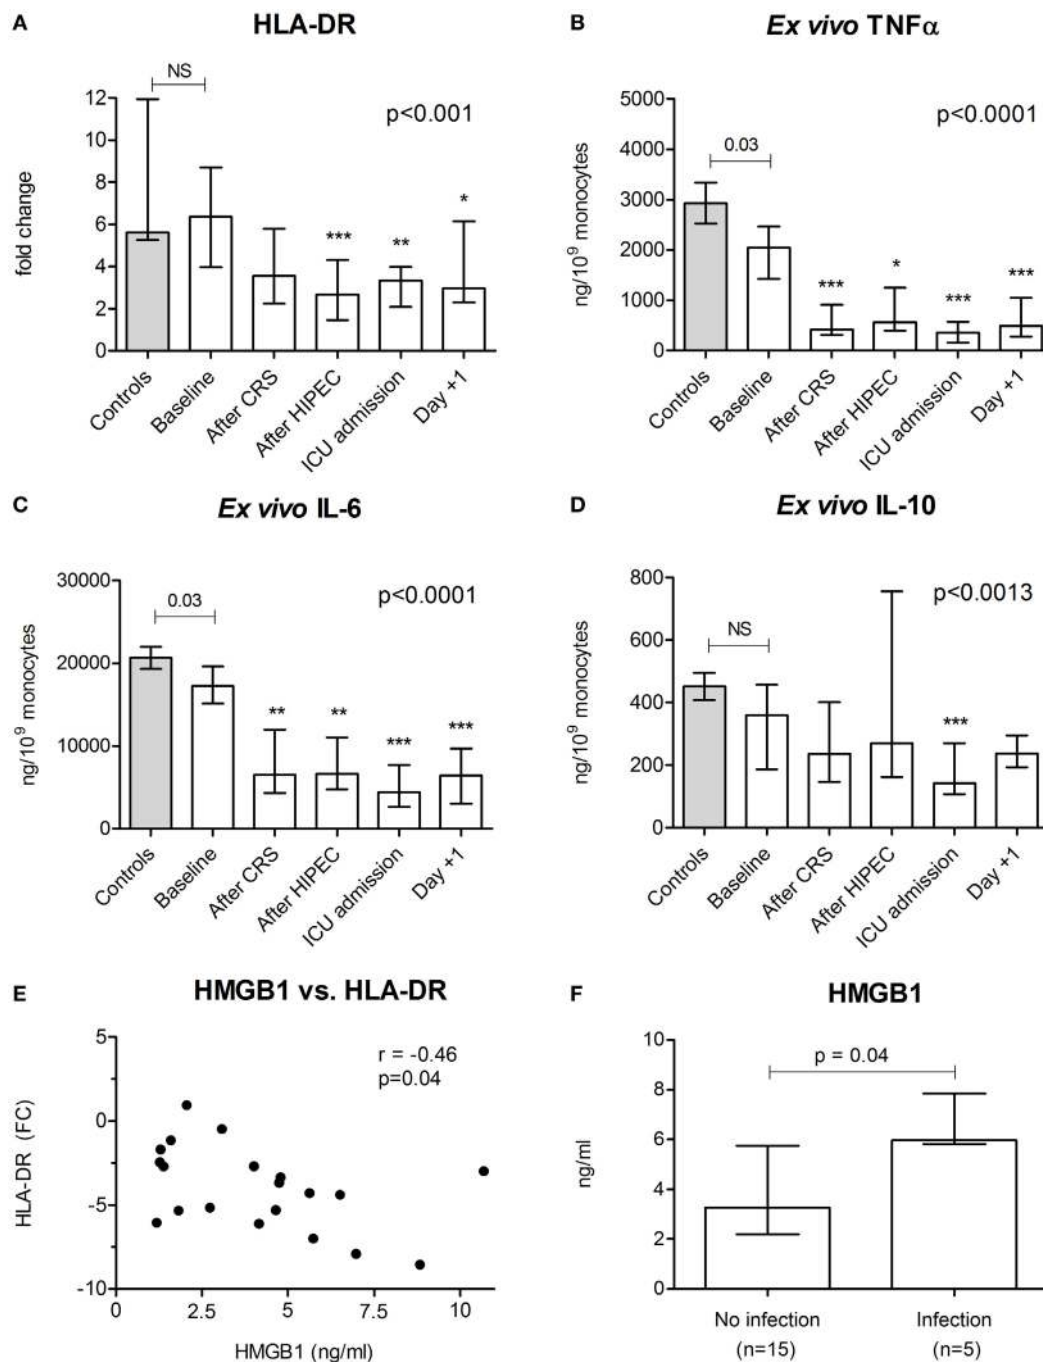 A
HLA-DR
NS
p<0.001
fold change
12
10
8
6
4
2
0
***
**
*
Controls
Baseline
After CRS
After HIPEC
ICU admission
Day +1
B
Ex vivo TNFα
0.03
p<0.0001
ng/10⁹ monocytes
5000
4000
3000
2000
1000
0
***
*
***
***
Controls
Baseline
After CRS
After HIPEC
ICU admission
Day +1
C
Ex vivo IL-6
0.03
p<0.0001
ng/10⁹ monocytes
30000
20000
10000
0
**
**
***
***
Controls
Baseline
After CRS
After HIPEC
ICU admission
Day +1
D
Ex vivo IL-10
NS
p<0.0013
ng/10⁹ monocytes
800
600
400
200
0
***
Controls
Baseline
After CRS
After HIPEC
ICU admission
Day +1
E
HMGB1 vs. HLA-DR
r = -0.46
p=0.04
HLA-DR (FC)
5
0
-5
-10
0 2.5 5 7.5 10
HMGB1 (ng/ml)
F
HMGB1
p = 0.04
ng/ml
10
8
6
4
2
0
No infection
(n=15)
Infection
(n=5)